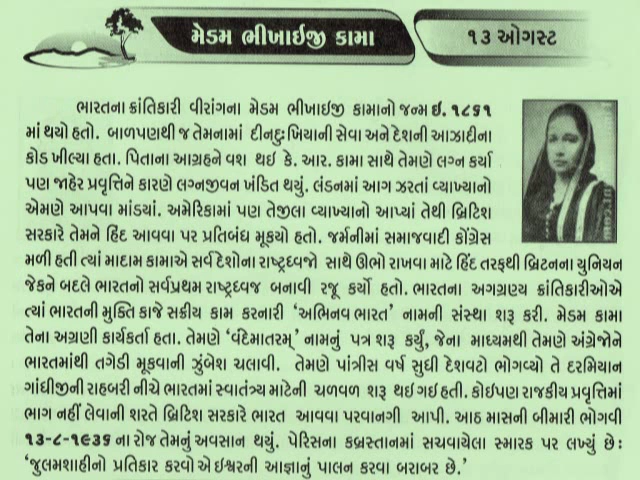 મેડમ ભીખાઈજી કામા
૧૩ ઓગસ્ટ
ભારતના ક્રાંતિકારી વીરાંગના મેડમ ભીખાઈજી કામાનો જન્મ ઇ. ૧૮૬૧
માં થયો હતો. બાળપણથી જ તેમનામાં દીનદુઃખિયાની સેવા અને દેશની આઝાદીના
કોડ ખીલ્યા હતા. પિતાના આગ્રહને વશ થઈ કે. આર. કામા સાથે તેમણે લગ્ન કર્યા
પણ જાહેર પ્રવૃત્તિને કારણે લગ્નજીવન ખંડિત થયું. લંડનમાં આગ ઝરતાં વ્યાખ્યાનો
એમણે આપવા માંડ્યાં. અમેરિકામાં પણ તેજીલા વ્યાખ્યાનો આપ્યાં તેથી બ્રિટિશ
સરકારે તેમને હિંદ આવવા પર પ્રતિબંધ મૂક્યો હતો. જર્મનીમાં સમાજવાદી કોંગ્રેસ
મળી હતી ત્યાં માદામ કામાએ સર્વ દેશોના રાષ્ટ્રધ્વજો સાથે ઊભો રાખવા માટે હિંદ તરફથી બ્રિટનના યુનિયન
જેકને બદલે ભારતનો સર્વપ્રથમ રાષ્ટ્રધ્વજ બનાવી રજૂ કર્યો હતો. ભારતના અગગ્રણ્ય ક્રાંતિકારીઓએ
ત્યાં ભારતની મુક્તિ કાજે સક્રીય કામ કરનારી ‘અભિનવ ભારત’ નામની સંસ્થા શરૂ કરી. મેડમ કામા
તેના અગ્રણી કાર્યકર્તા હતા. તેમણે ‘વંદેમાતરમ્’ નામનું પત્ર શરૂ કર્યું, જેના માધ્યમથી તેમણે અંગ્રેજોને
ભારતમાંથી તગેડી મૂકવાની ઝુંબેશ ચલાવી. તેમણે પાંત્રીસ વર્ષ સુધી દેશવટો ભોગવ્યો તે દરમિયાન
ગાંધીજીની રાહબરી નીચે ભારતમાં સ્વાતંત્ર્ય માટેની ચળવળ શરૂ થઈ ગઈ હતી. કોઈપણ રાજકીય પ્રવૃત્તિમાં
ભાગ નહીં લેવાની શરતે બ્રિટિશ સરકારે ભારત આવવા પરવાનગી આપી. આઠ માસની બીમારી ભોગવી
૧૩-૮-૧૯૩૬ ના રોજ તેમનું અવસાન થયું. પેરિસના કબ્રસ્તાનમાં સચવાયેલા સ્મારક પર લખ્યું છે :
‘જુલમશાહીનો પ્રતિકાર કરવો એ ઈશ્વરની આજ્ઞાનું પાલન કરવા બરાબર છે.’